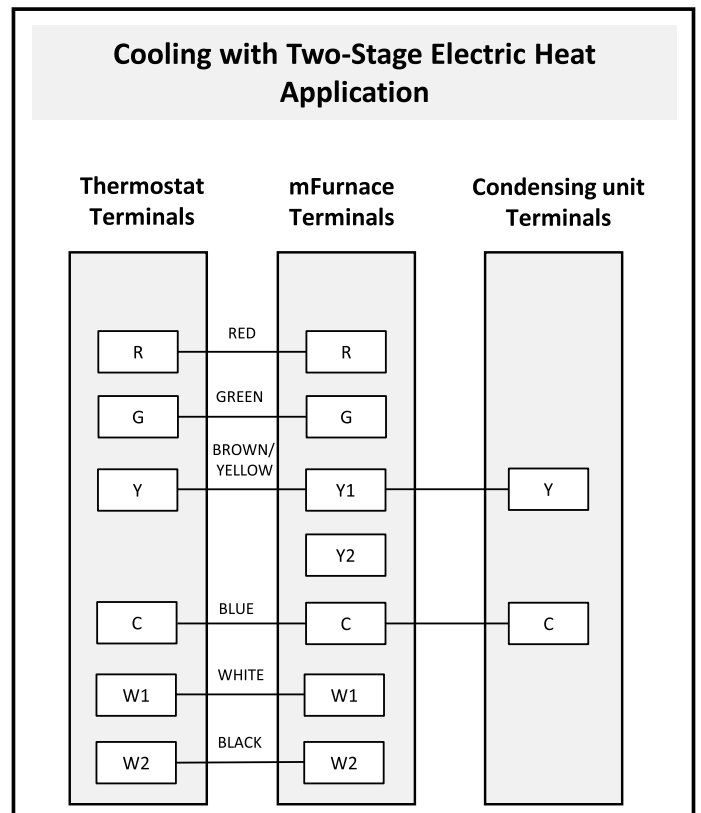 Cooling with Two-Stage Electric Heat
Application
Thermostat
Terminals
mFurnace
Terminals
Condensing unit
Terminals
RED
R
R
GREEN
G
G
BROWN/
YELLOW
Y
Y1
Y
Y2
BLUE
C
C
C
WHITE
W1
W1
BLACK
W2
W2